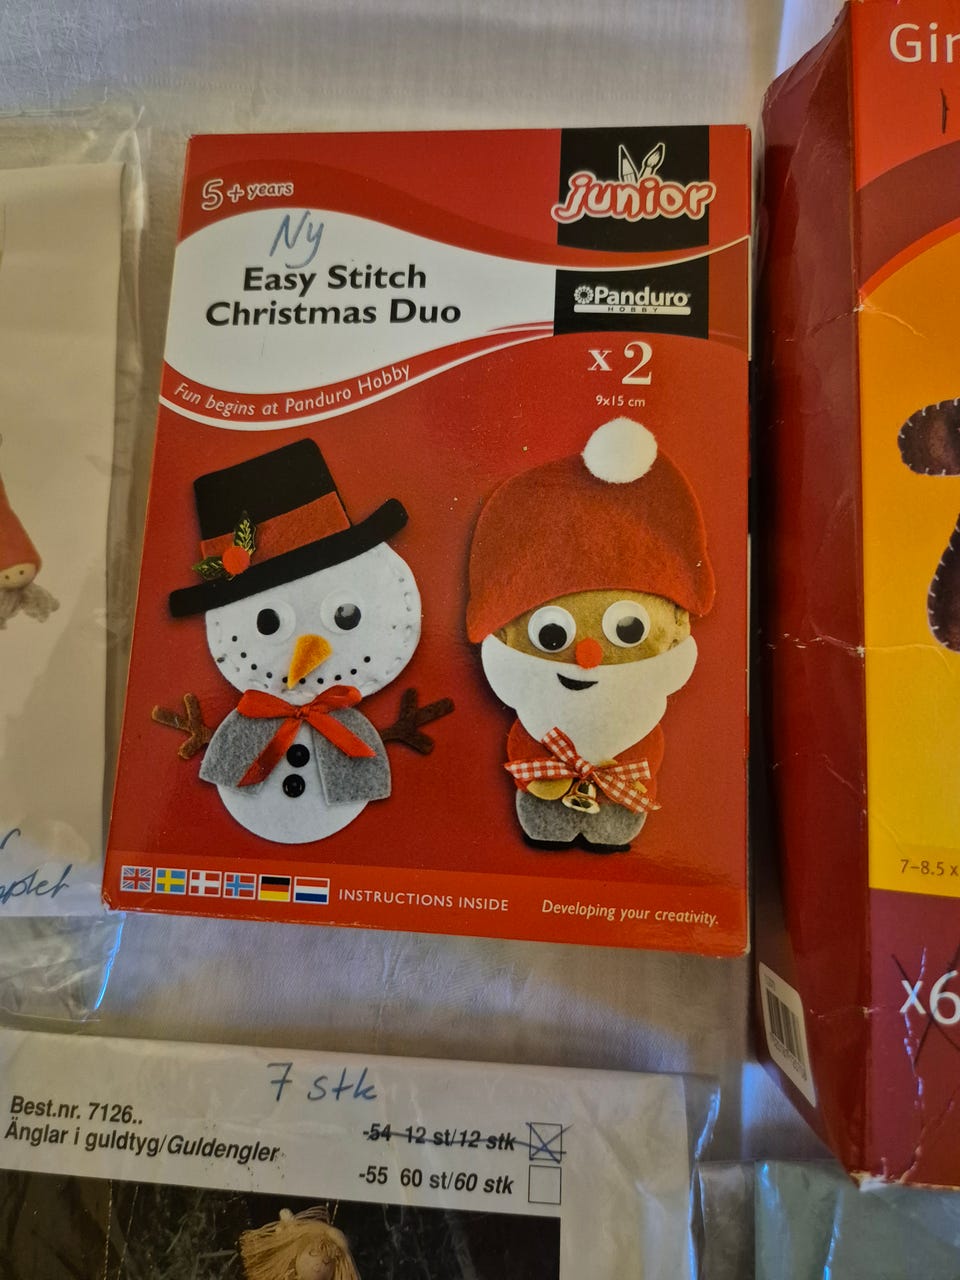 5+ years
junior
Ny
Easy Stitch
Christmas Duo
Panduro
HOBBY
x 2
9x15 cm
Fun begins at Panduro Hobby
INSTRUCTIONS INSIDE
Developing your creativity.
Gin
7-8.5 x
x6
7 stk
Best.nr. 7126..
Änglar i guldtyg/Guldengler
-54 12 st/12 stk
-55 60 st/60 stk